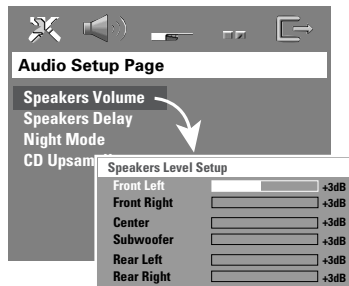 Audio Setup Page
Speakers Volume
Speakers Delay
Night Mode
CD
Speakers Level Setup
Front Left +3dB
Front Right +3dB
Center +3dB
Subwoofer +3dB
Rear Left +3dB
Rear Right +3dB